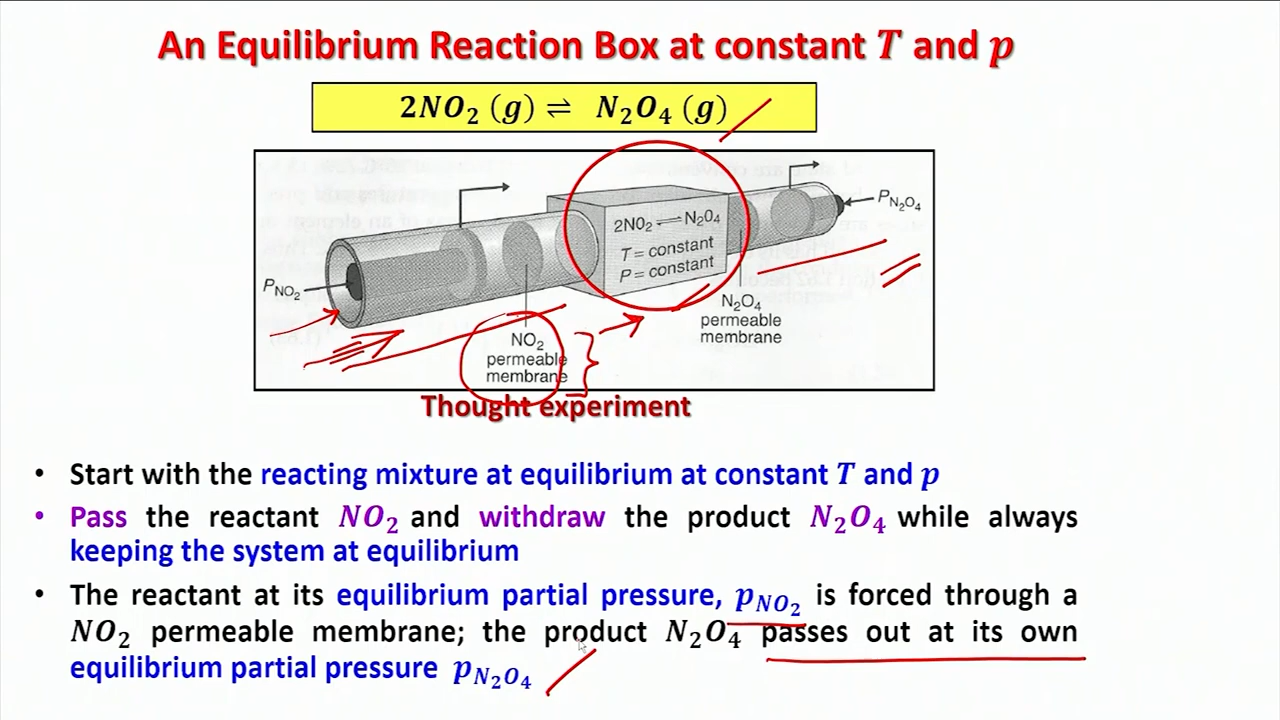 An Equilibrium Reaction Box at constant T and p
2NO₂ (g) ⇌ N₂O₄ (g)
P_N₂O₄
2NO₂ ⇌ N₂O₄
T = constant
P = constant
P_NO₂
NO₂
permeable
membrane
N₂O₄
permeable
membrane
Thought experiment
• Start with the reacting mixture at equilibrium at constant T and p
• Pass the reactant NO₂ and withdraw the product N₂O₄ while always
keeping the system at equilibrium
• The reactant at its equilibrium partial pressure, p_NO₂ is forced through a
NO₂ permeable membrane; the product N₂O₄ passes out at its own
equilibrium partial pressure p_N₂O₄